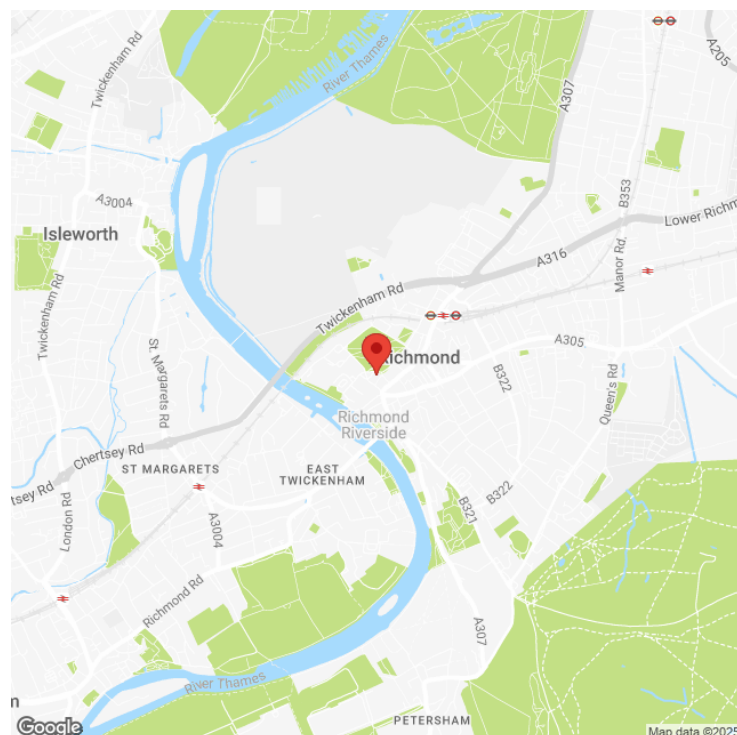 Twickenham Rd
River Thames
A307
A205
A3004
Isleworth
B353
Lower Richm
A316
Manor Rd
Twickenham Rd
Twickenham Rd
St. Margarets Rd
Richmond
A305
B322
Queen's Rd
Richmond
Riverside
Chertsey Rd
ST MARGARETS
EAST
TWICKENHAM
tsey Rd
London Rd
B322
B321
A3004
Richmond Rd
A307
River Thames
m
PETERSHAM
Google
Map data ©2025